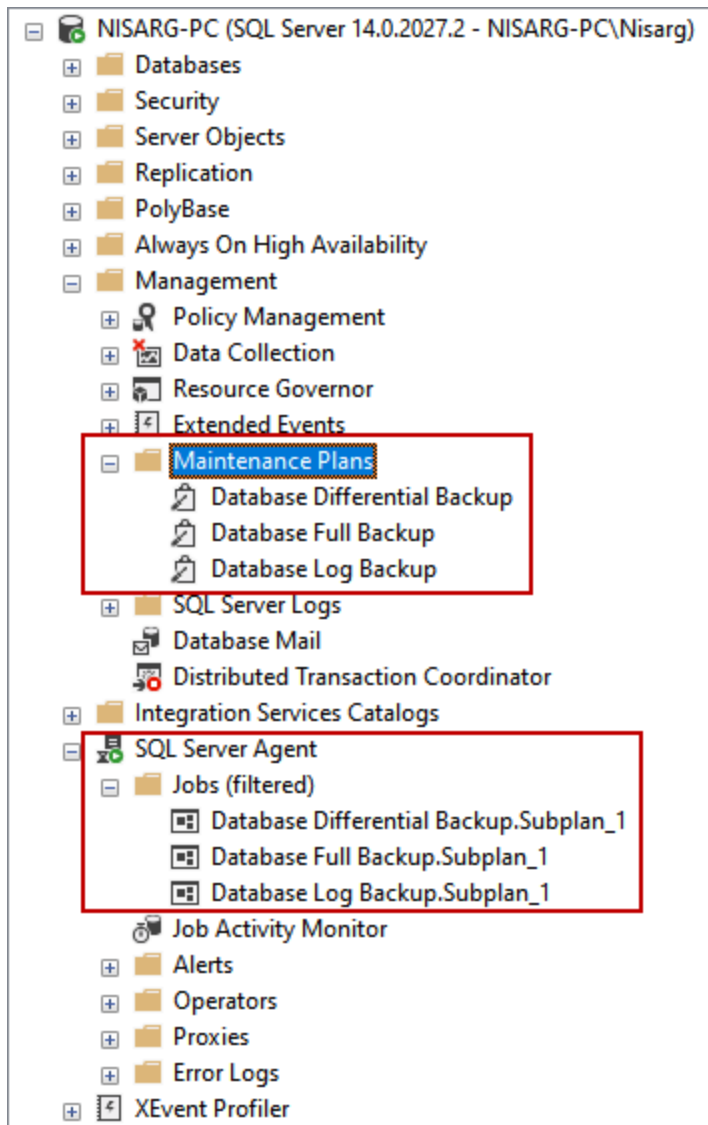 NISARG-PC (SQL Server 14.0.2027.2 - NISARG-PC\Nisarg)
Databases
Security
Server Objects
Replication
PolyBase
Always On High Availability
Management
Policy Management
Data Collection
Resource Governor
Extended Events
Maintenance Plans
Database Differential Backup
Database Full Backup
Database Log Backup
SQL Server Logs
Database Mail
Distributed Transaction Coordinator
Integration Services Catalogs
SQL Server Agent
Jobs (filtered)
Database Differential Backup.Subplan_1
Database Full Backup.Subplan_1
Database Log Backup.Subplan_1
Job Activity Monitor
Alerts
Operators
Proxies
Error Logs
XEvent Profiler